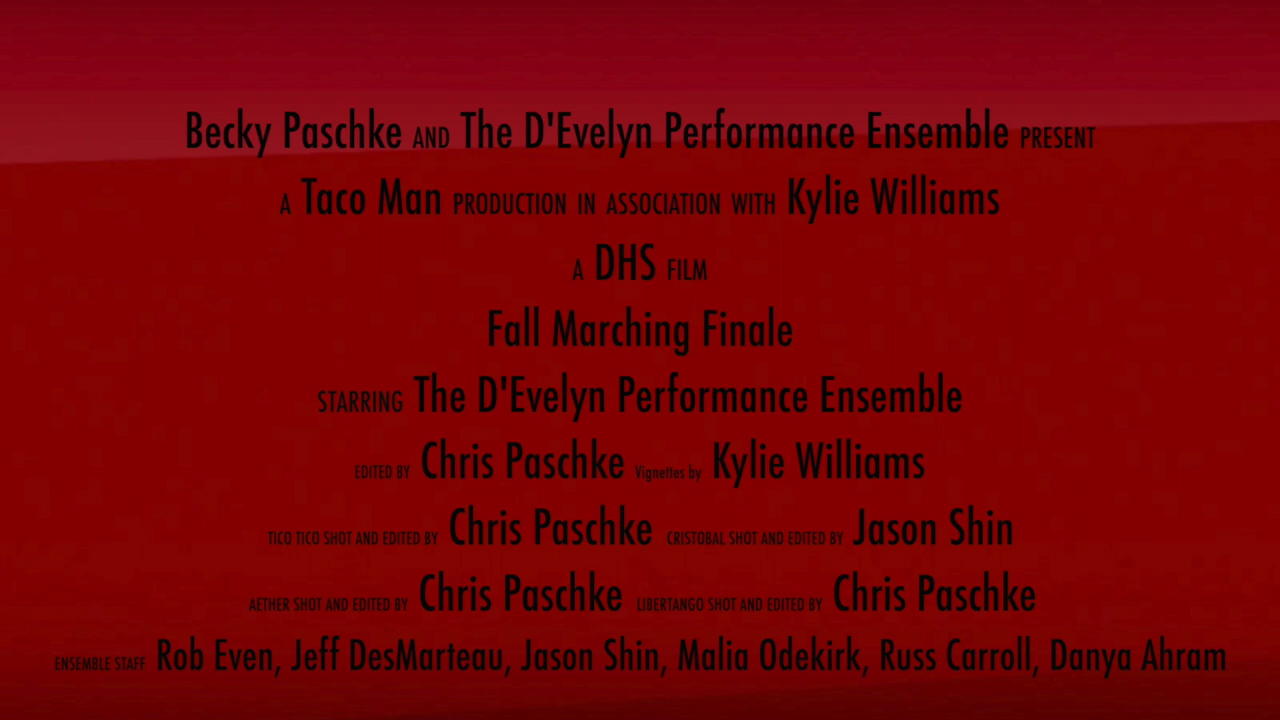 Becky Paschke AND The D'Evelyn Performance Ensemble PRESENT
A Taco Man PRODUCTION IN ASSOCIATION WITH Kylie Williams
A DHS FILM
Fall Marching Finale
STARRING The D'Evelyn Performance Ensemble
EDITED BY Chris Paschke Vignettes by Kylie Williams
TICO TICO SHOT AND EDITED BY Chris Paschke CRISTOBAL SHOT AND EDITED BY Jason Shin
AETHER SHOT AND EDITED BY Chris Paschke LIBERTANGO SHOT AND EDITED BY Chris Paschke
ENSEMBLE STAFF Rob Even, Jeff DesMarteau, Jason Shin, Malia Odekirk, Russ Carroll, Danya Ahram